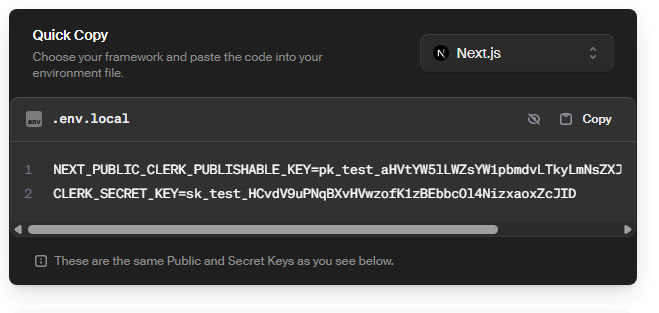 Quick Copy
Choose your framework and paste the code into your
environment file.
Next.js
.env.local
Copy
1 NEXT_PUBLIC_CLERK_PUBLISHABLE_KEY=pk_test_aHVtYW5lLWZsYW1pbmdvLTkyLmNsZXJ
2 CLERK_SECRET_KEY=sk_test_HCvdV9uPNqBXvHVwzofK1zBEbbcOl4NizxaoxZcJID
These are the same Public and Secret Keys as you see below.